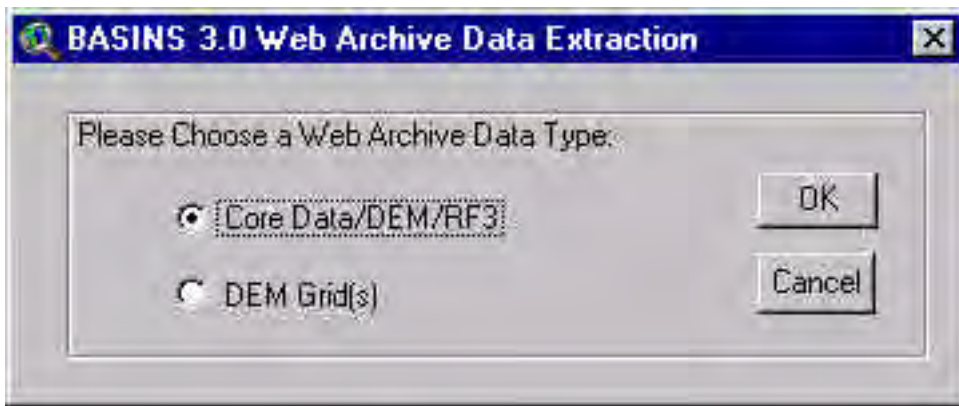 BASINS 3.0 Web Archive Data Extraction
Please Choose a Web Archive Data Type:
Core Data/DEM/RF3
OK
DEM Grid(s)
Cancel